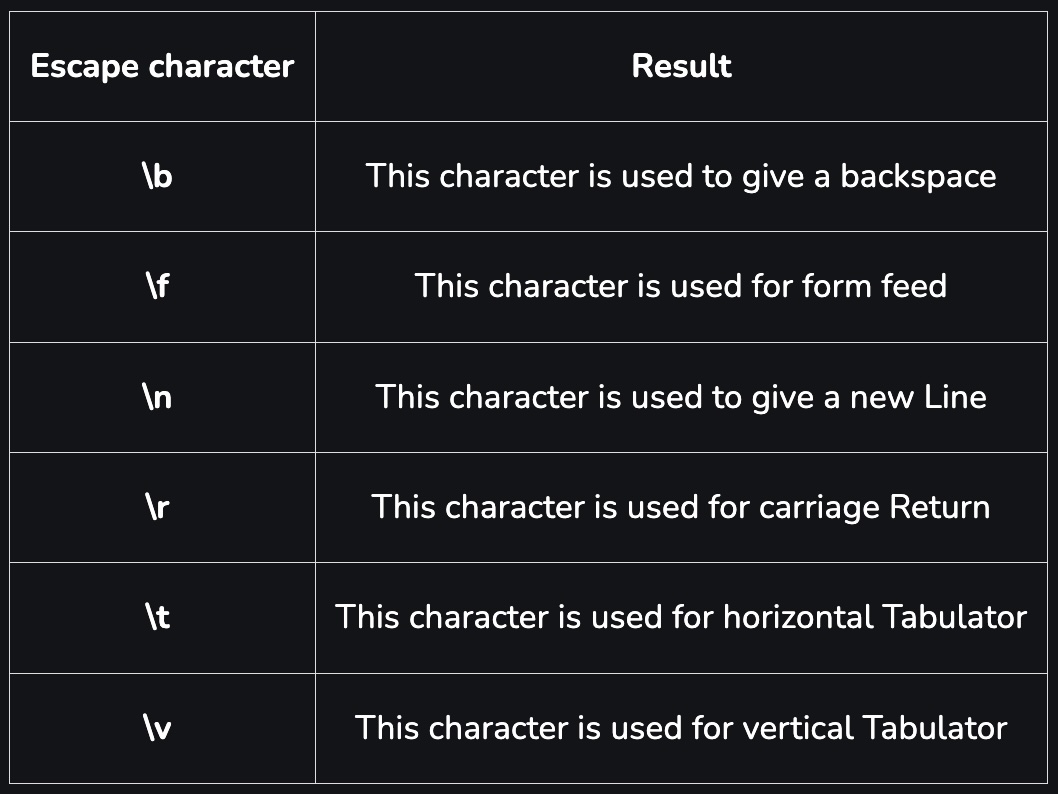 Escape character Result
\b This character is used to give a backspace
\f This character is used for form feed
\n This character is used to give a new Line
\r This character is used for carriage Return
\t This character is used for horizontal Tabulator
\v This character is used for vertical Tabulator